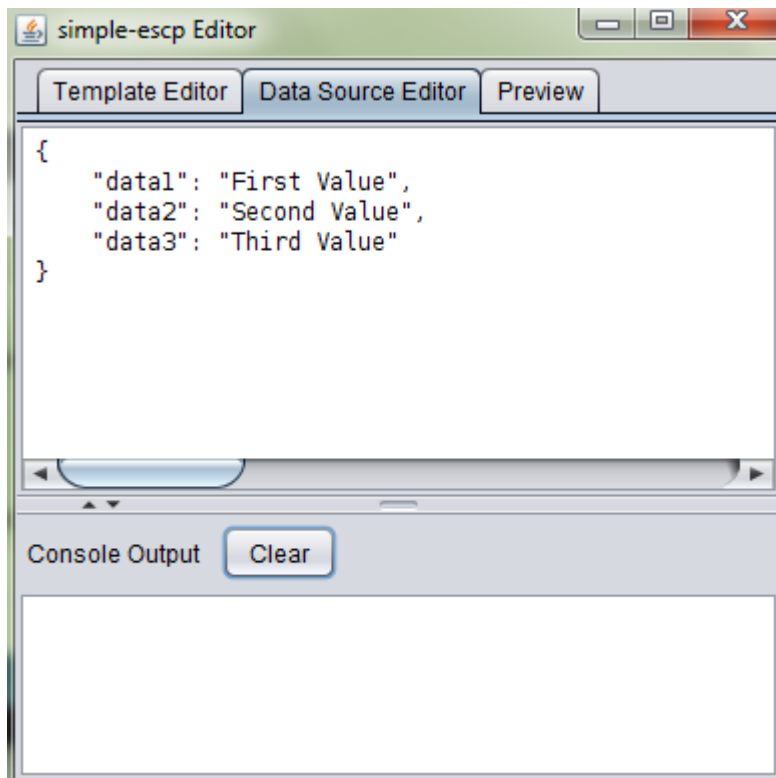 simple-escp Editor
Template Editor Data Source Editor Preview
{
    "data1": "First Value",
    "data2": "Second Value",
    "data3": "Third Value"
}
Console Output Clear